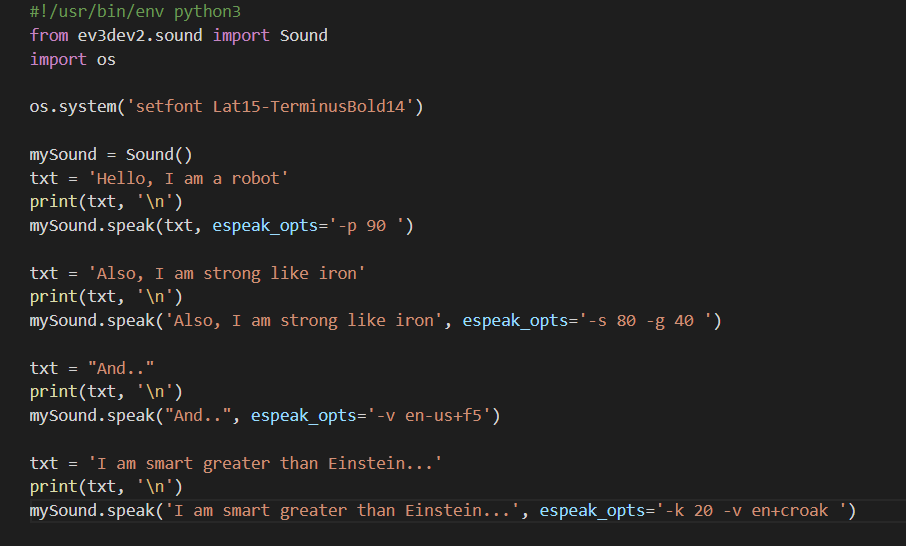 #!/usr/bin/env python3
from ev3dev2.sound import Sound
import os
os.system('setfont Lat15-TerminusBold14')
mySound = Sound()
txt = 'Hello, I am a robot'
print(txt, '\n')
mySound.speak(txt, espeak_opts='-p 90 ')
txt = 'Also, I am strong like iron'
print(txt, '\n')
mySound.speak('Also, I am strong like iron', espeak_opts='-s 80 -g 40 ')
txt = "And.."
print(txt, '\n')
mySound.speak("And..", espeak_opts='-v en-us+f5')
txt = 'I am smart greater than Einstein...'
print(txt, '\n')
mySound.speak('I am smart greater than Einstein...', espeak_opts='-k 20 -v en+croak ')